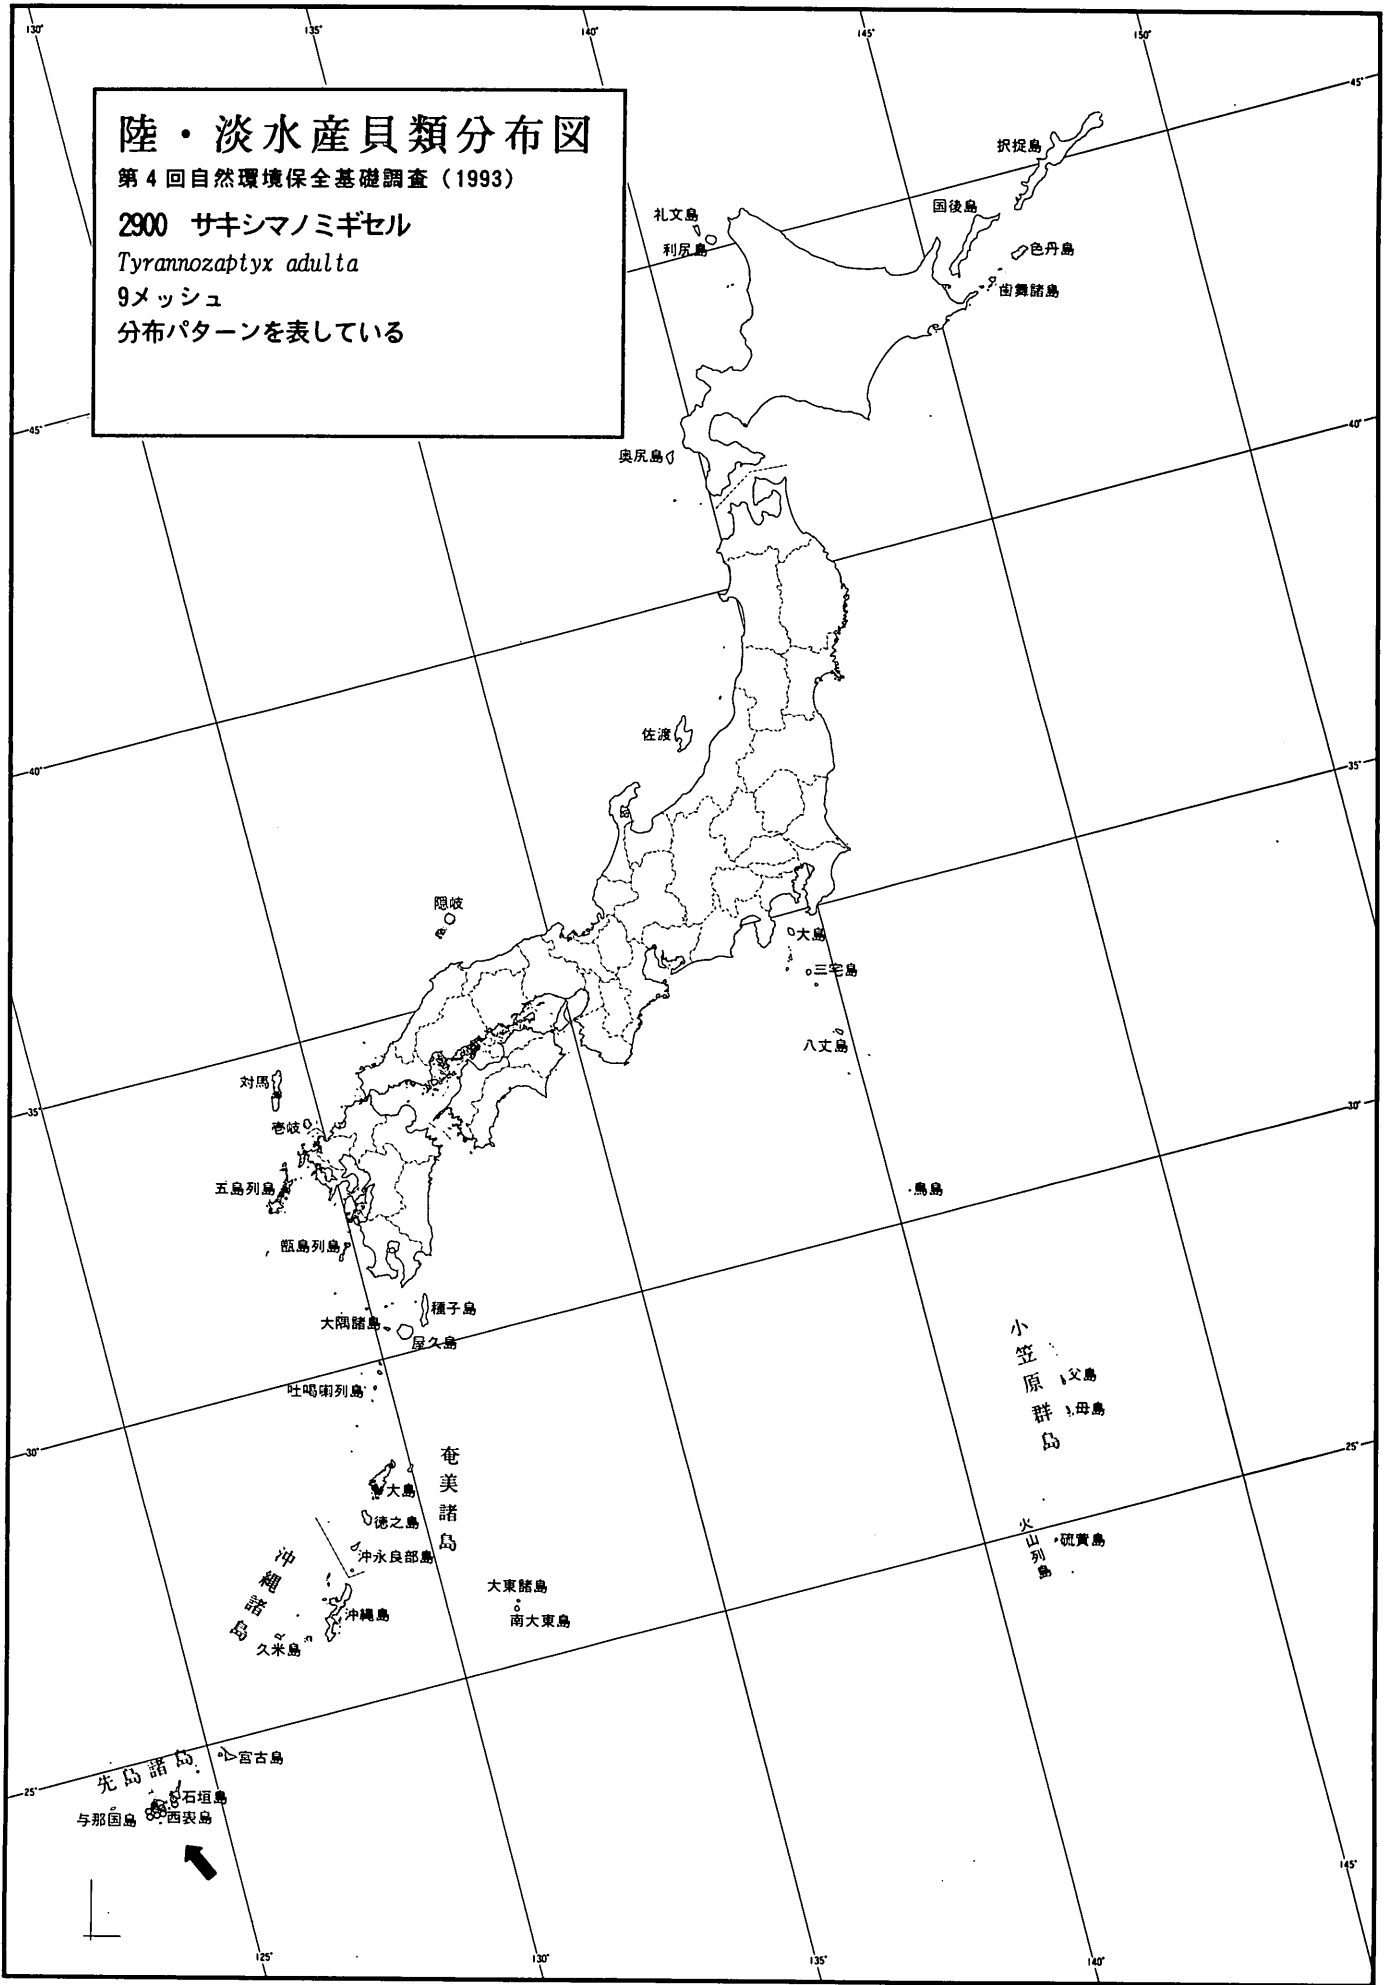 130°
135°
140°
145°
150°
45°
陸・淡水産貝類分布図
第4回自然環境保全基礎調査（1993）
2900 サキシマノミギセル
Tyrannozaptyx adulta
9メッシュ
分布パターンを表している
択捉島
国後島
礼文島
利尻島
色丹島
歯舞諸島
45°
40°
奥尻島
佐渡
40°
35°
隠岐
大島
三宅島
八丈島
対馬
35°
壱岐
30°
五島列島
鳥島
甑島列島
種子島
大隅諸島
屋久島
吐噶喇列島
小笠原群島
父島
母島
30°
25°
奄美諸島
大島
徳之島
沖永良部島
火山列島
硫黄島
沖縄諸島
沖縄島
久米島
大東諸島
南大東島
先島諸島
宮古島
25°
石垣島
与那国島
西表島
145°
125°
130°
135°
140°